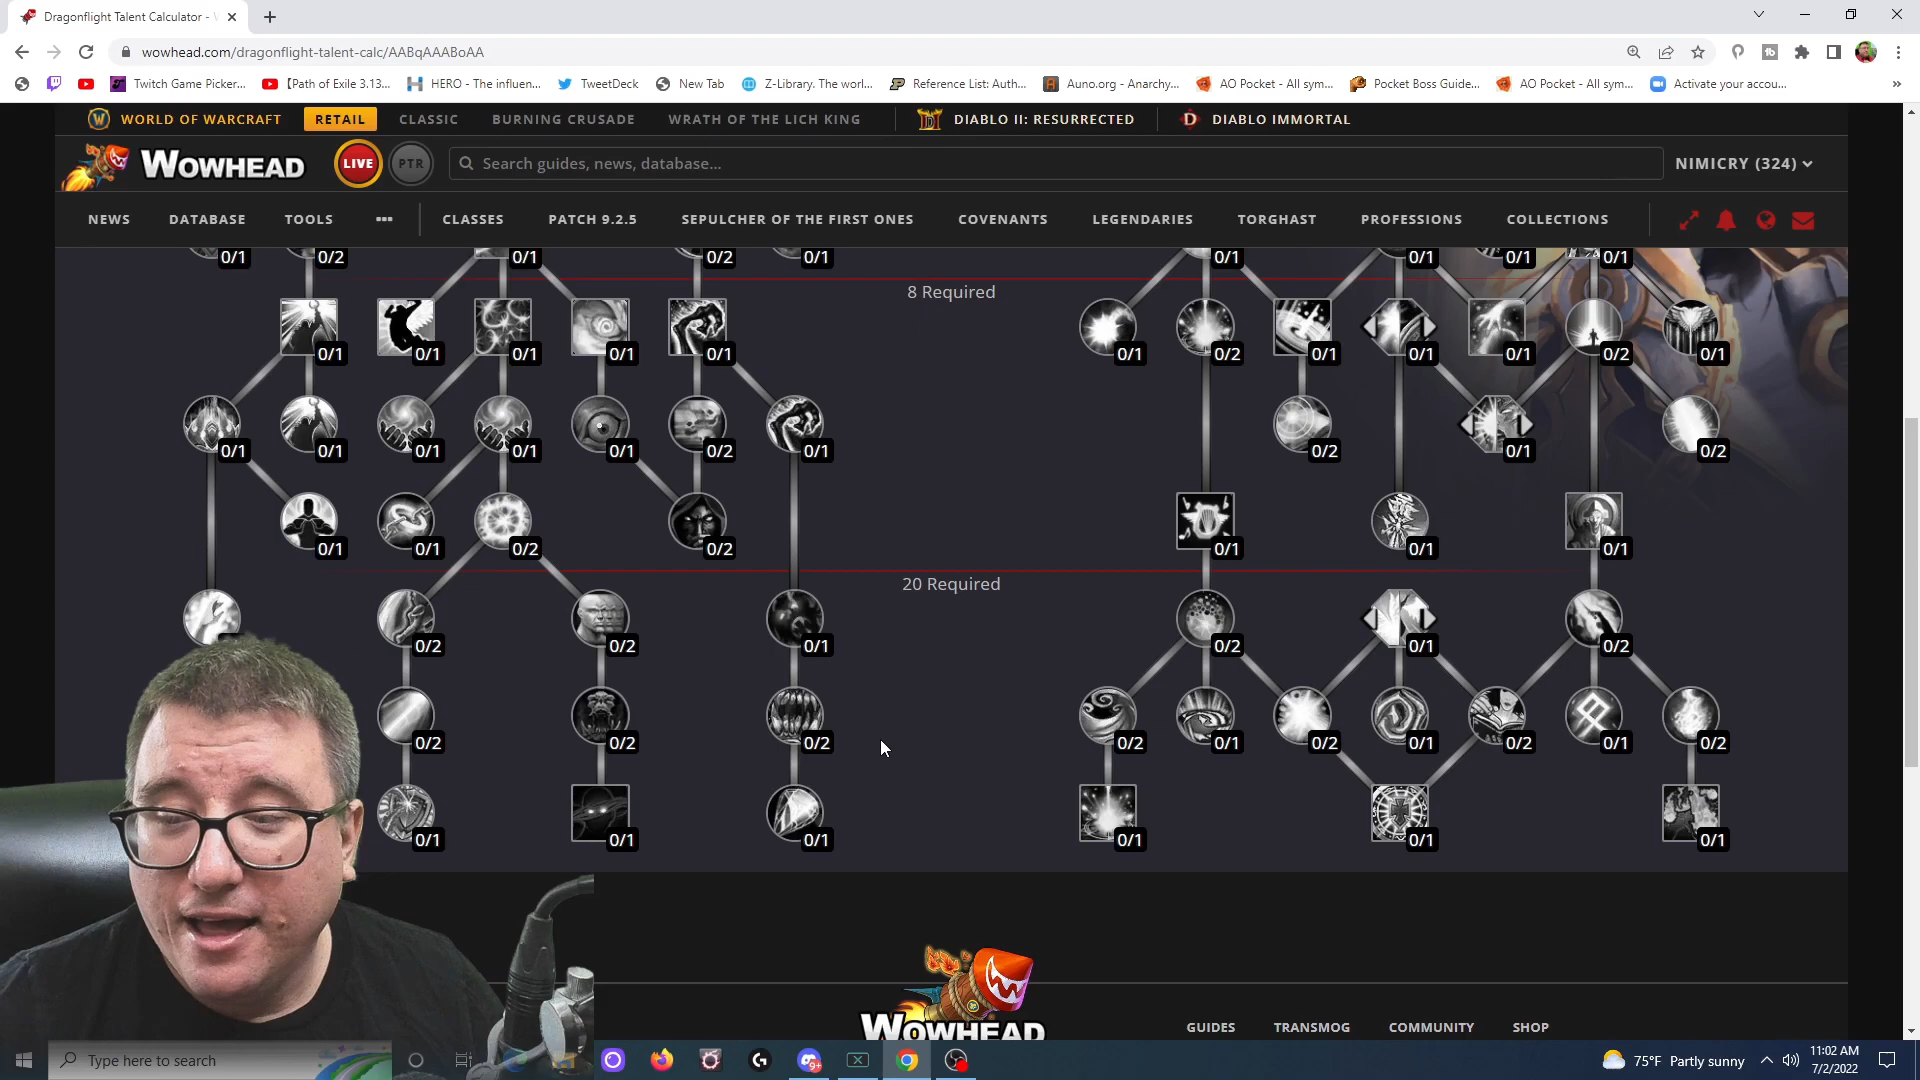 Dragonflight Talent Calculator -
wowhead.com/dragonflight-talent-calc/AABqAAABoAA
Twitch Game Picker... [Path of Exile 3.13... HERO - The influen... TweetDeck New Tab Z-Library. The worl... Reference List: Auth... Auno.org - Anarchy... AO Pocket - All sym... Pocket Boss Guide... AO Pocket - All sym... Activate your accou... »
WORLD OF WARCRAFT RETAIL CLASSIC BURNING CRUSADE WRATH OF THE LICH KING DIABLO II: RESURRECTED DIABLO IMMORTAL
WOWHEAD LIVE PTR Search guides, news, database... NIMICRY (324)
NEWS DATABASE TOOLS ••• CLASSES PATCH 9.2.5 SEPULCHER OF THE FIRST ONES COVENANTS LEGENDARIES TORGHAST PROFESSIONS COLLECTIONS
0/1 0/2 0/1 0/2 0/1 0/1 0/1 0/1 0/1
8 Required
0/1 0/1 0/1 0/1 0/1 0/1 0/2 0/1 0/1 0/1 0/2 0/1
0/1 0/1 0/1 0/1 0/1 0/2 0/1 0/2 0/1 0/2
0/1 0/1 0/2 0/2 0/1 0/1 0/1
20 Required
0/2 0/2 0/1 0/2 0/1 0/2
0/2 0/2 0/2 0/2 0/1 0/2 0/1 0/2 0/1 0/2
0/1 0/1 0/1 0/1 0/1 0/1
WOWHEAD
GUIDES TRANSMOG COMMUNITY SHOP
Type here to search
9+
75°F Partly sunny
11:02 AM
7/2/2022